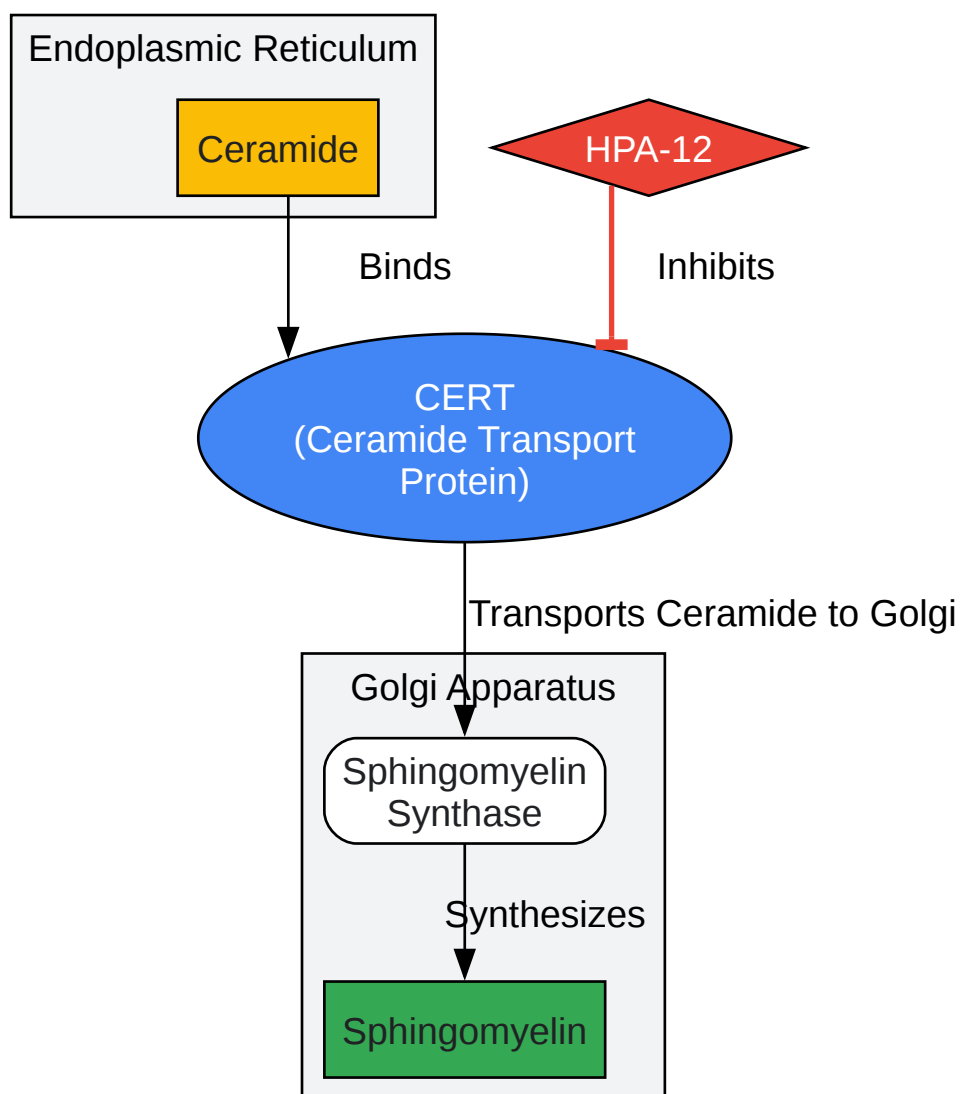 Endoplasmic Reticulum
Ceramide
HPA-12
Binds
Inhibits
CERT
(Ceramide Transport
Protein)
Transports Ceramide to Golgi
Golgi Apparatus
Sphingomyelin
Synthase
Synthesizes
Sphingomyelin